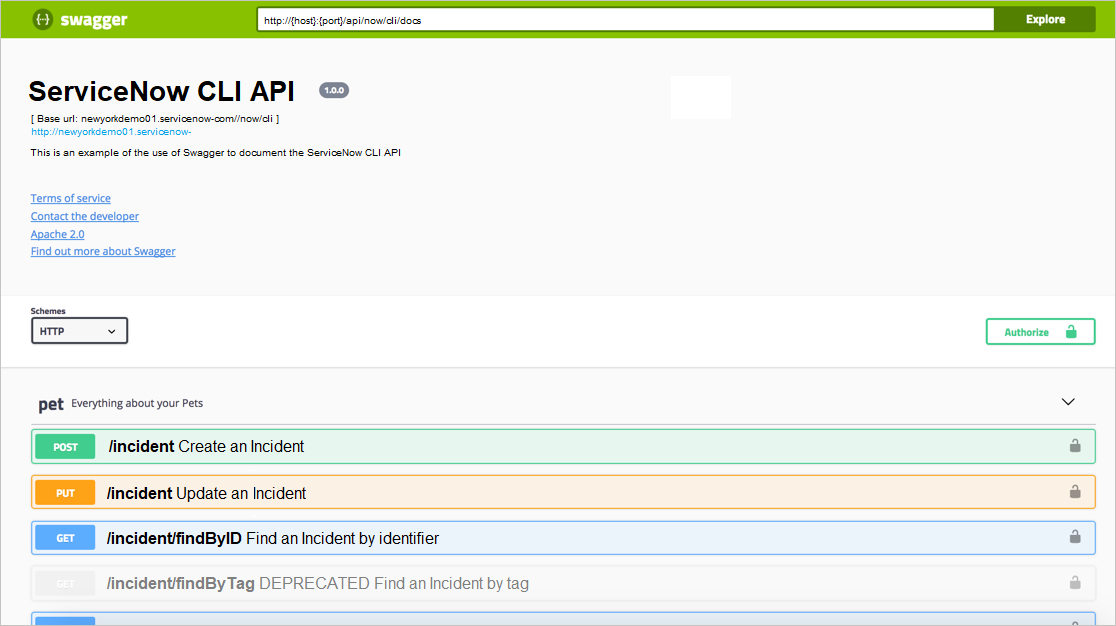 swagger
http://{host}:{port}/api/now/cli/docs
Explore
ServiceNow CLI API 1.0.0
[ Base url: newyorkdemo01.servicenow-com//now/cli ]
http://newyorkdemo01.servicenow-
This is an example of the use of Swagger to document the ServiceNow CLI API
Terms of service
Contact the developer
Apache 2.0
Find out more about Swagger
Schemes
HTTP
Authorize
pet Everything about your Pets
POST /incident Create an Incident
PUT /incident Update an Incident
GET /incident/findByID Find an Incident by identifier
GET /incident/findByTag DEPRECATED Find an Incident by tag